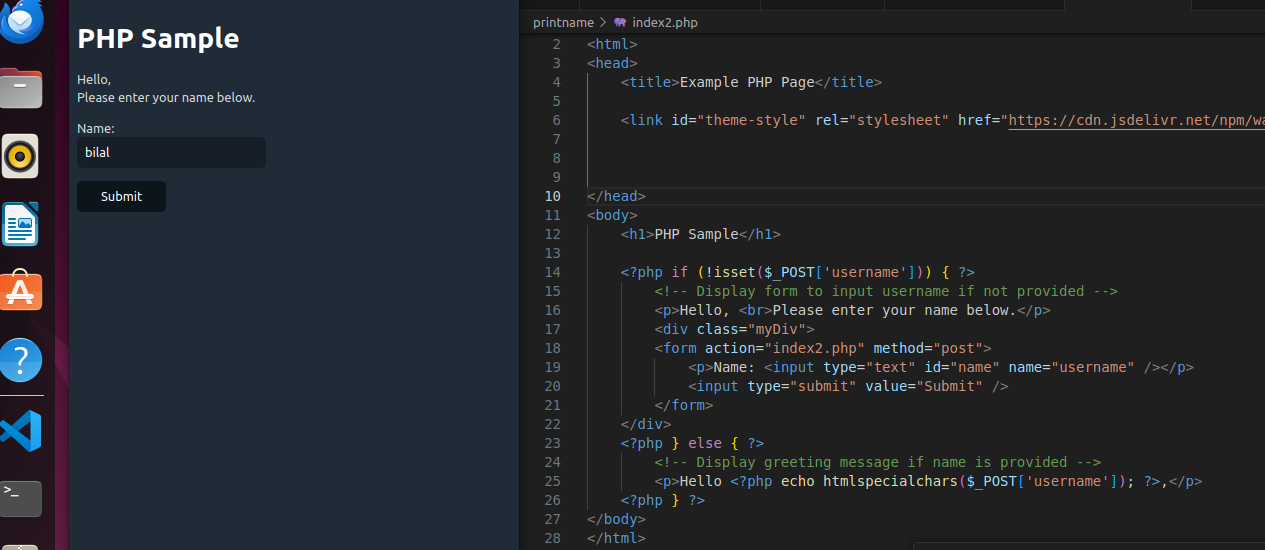 PHP Sample
Hello,
Please enter your name below.
Name:
bilal
Submit
?
>_
printname > index2.php
2 <html>
3 <head>
4 <title>Example PHP Page</title>
5
6 <link id="theme-style" rel="stylesheet" href="https://cdn.jsdelivr.net/npm/wa
7
8
9
10 </head>
11 <body>
12 <h1>PHP Sample</h1>
13
14 <?php if (!isset($_POST['username'])) { ?>
15 <!-- Display form to input username if not provided -->
16 <p>Hello, <br>Please enter your name below.</p>
17 <div class="myDiv">
18 <form action="index2.php" method="post">
19 <p>Name: <input type="text" id="name" name="username" /></p>
20 <input type="submit" value="Submit" />
21 </form>
22 </div>
23 <?php } else { ?>
24 <!-- Display greeting message if name is provided -->
25 <p>Hello <?php echo htmlspecialchars($_POST['username']); ?>,</p>
26 <?php } ?>
27 </body>
28 </html>